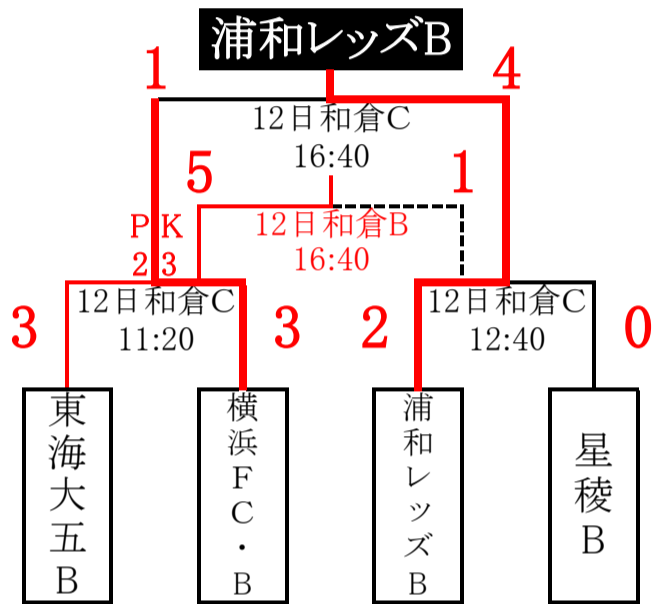 浦和レッズB
1
4
12日和倉C
16:40
5
1
12日和倉B
16:40
PK
2 3
3
12日和倉C
11:20
3
2
12日和倉C
12:40
0
東海大五B
横浜FC・B
浦和レッズB
星稜B